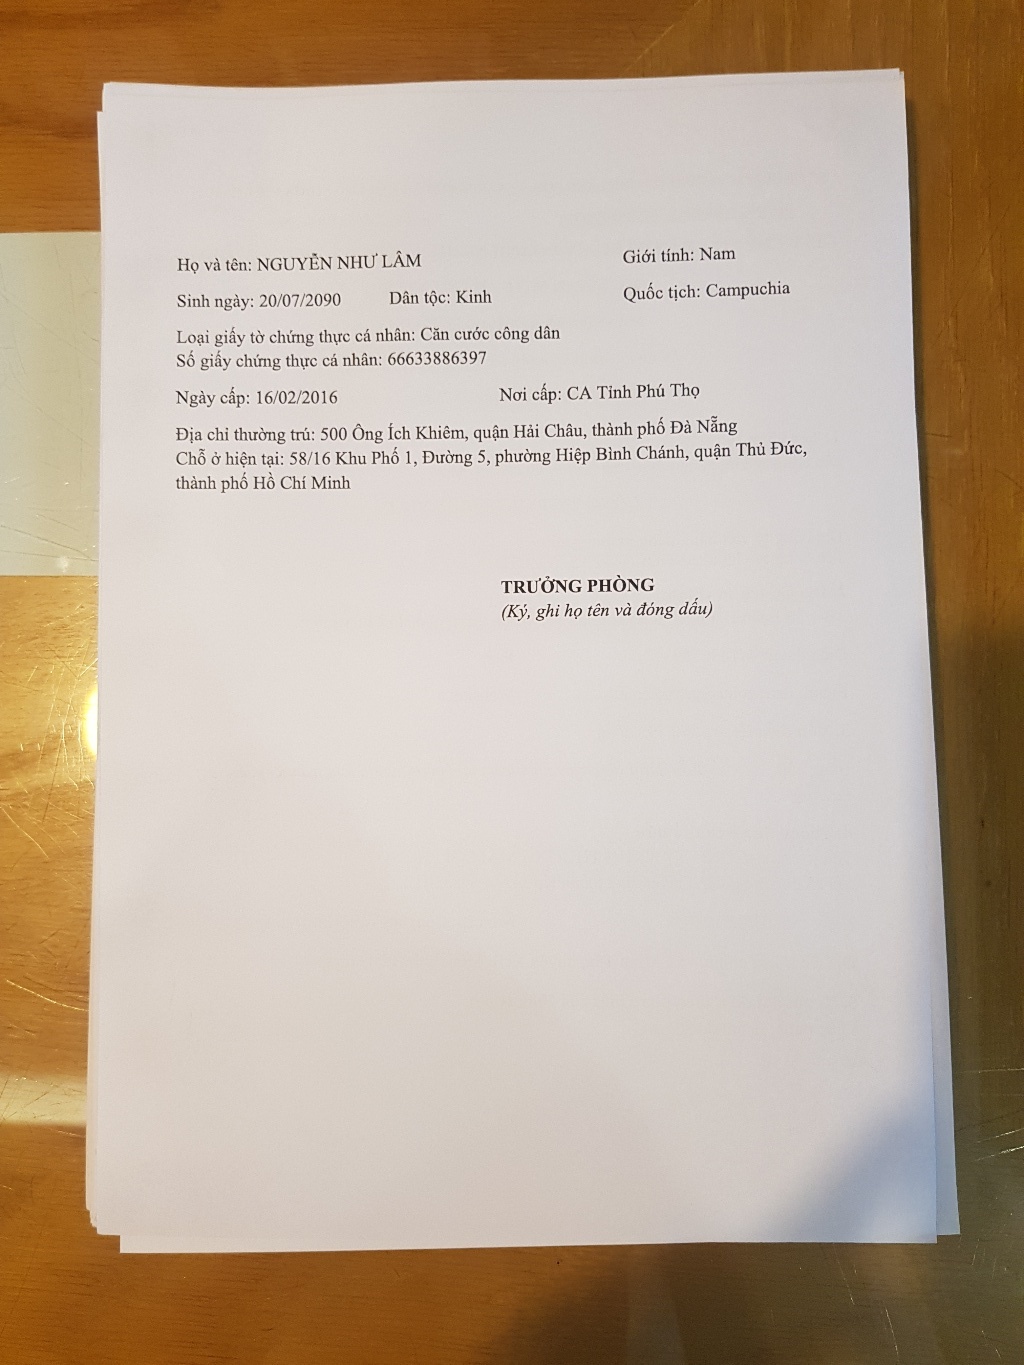 Họ và tên: NGUYỄN NHƯ LÂM Giới tính: Nam
Sinh ngày: 20/07/2090 Dân tộc: Kinh Quốc tịch: Campuchia
Loại giấy tờ chứng thực cá nhân: Căn cước công dân
Số giấy chứng thực cá nhân: 66633886397
Ngày cấp: 16/02/2016 Nơi cấp: CA Tỉnh Phú Thọ
Địa chỉ thường trú: 500 Ông Ích Khiêm, quận Hải Châu, thành phố Đà Nẵng
Chỗ ở hiện tại: 58/16 Khu Phố 1, Đường 5, phường Hiệp Bình Chánh, quận Thủ Đức,
thành phố Hồ Chí Minh
TRƯỞNG PHÒNG
(Ký, ghi họ tên và đóng dấu)